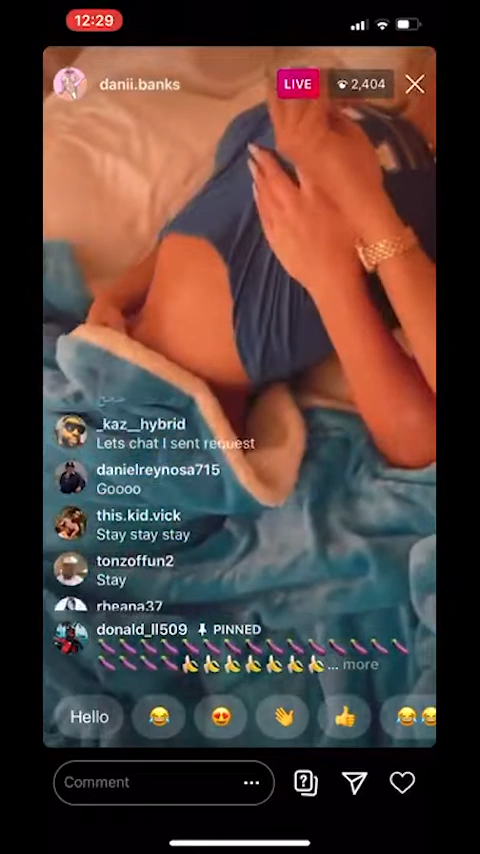 12:29
danii.banks
LIVE
2,404
_kaz__hybrid
Lets chat I sent request
danielreynosa715
Goooo
this.kid.vick
Stay stay stay
tonzoffun2
Stay
rheana37
donald_ll509 PINNED
🍆🍆🍆🍆🍆🍆🍆🍆🍆🍆🍆🍆🍆🍆🍆
🍆🍆🍆🍆🍌🍌🍌🍌🍌🍌🍌... more
Hello 😂 😍 👋 👍 😂
Comment